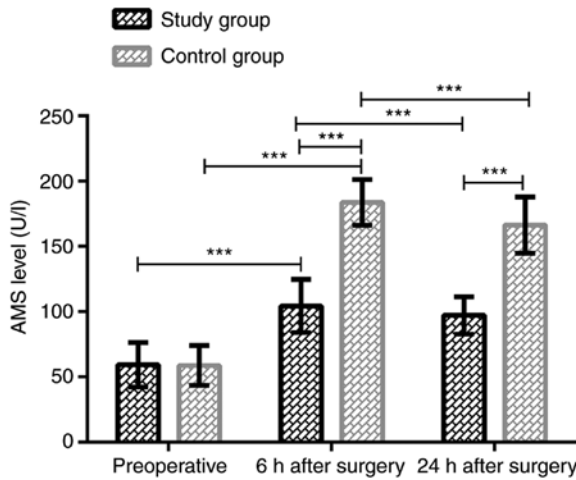 Study group
Control group
AMS level (U/l)
250
200
150
100
50
0
***
***
***
***
***
***
Preoperative
6 h after surgery
24 h after surgery